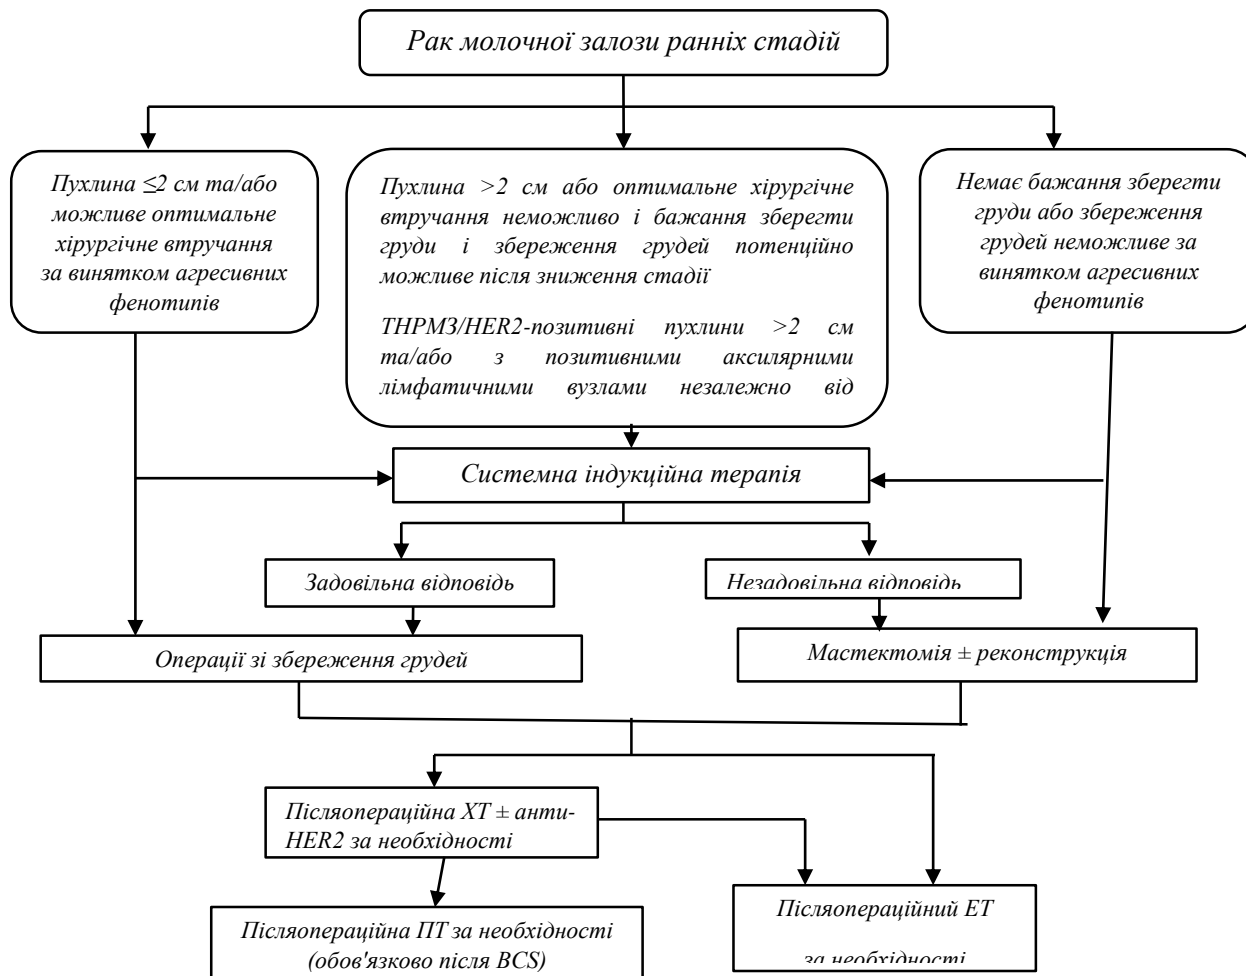 Рак молочної залози ранніх стадій
Пухлина ≤2 см та/або
можливе оптимальне
хірургічне втручання
за винятком агресивних
фенотипів
Пухлина >2 см або оптимальне хірургічне
втручання неможливо і бажання зберегти
груди і збереження грудей потенційно
можливе після зниження стадії
ТНРМЗ/HER2-позитивні пухлини >2 см
та/або з позитивними аксилярними
лімфатичними вузлами незалежно від
Немає бажання зберегти
груди або збереження
грудей неможливе за
винятком агресивних
фенотипів
Системна індукційна терапія
Задовільна відповідь
Незадовільна відповідь
Операції зі збереження грудей
Мастектомія ± реконструкція
Післяопераційна ХТ ± анти-
HER2 за необхідності
Післяопераційна ПТ за необхідності
(обов'язково після BCS)
Післяопераційний ЕТ
за необхідності